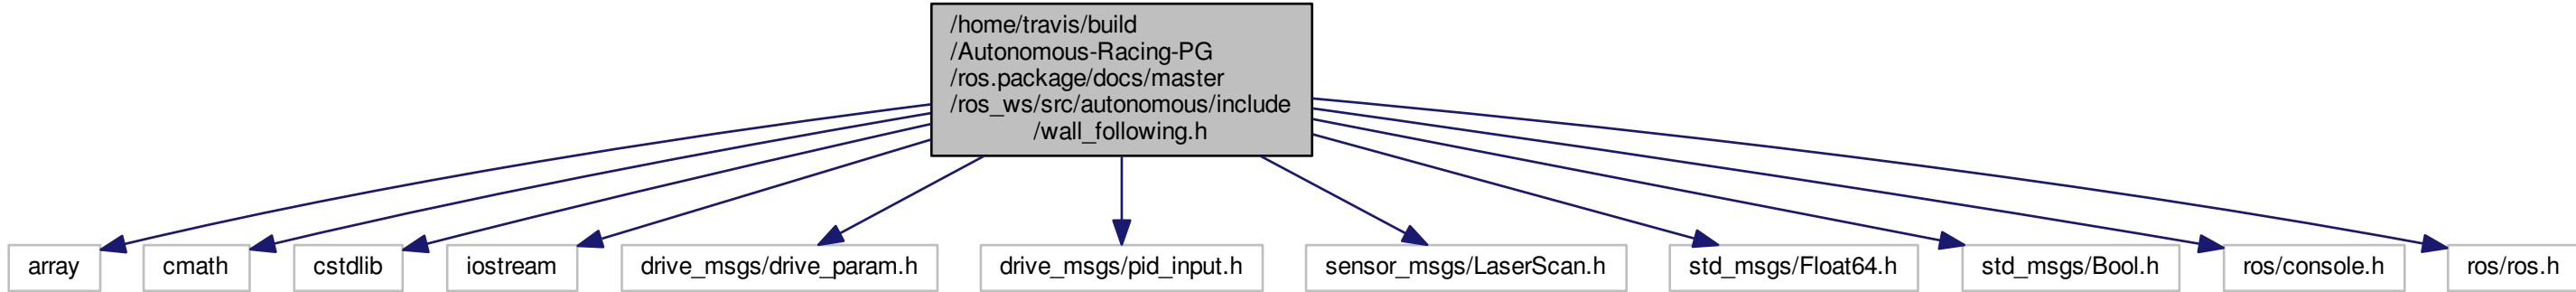 /home/travis/build
/Autonomous-Racing-PG
/ros.package/docs/master
/ros_ws/src/autonomous/include
/wall_following.h
array
cmath
cstdlib
iostream
drive_msgs/drive_param.h
drive_msgs/pid_input.h
sensor_msgs/LaserScan.h
std_msgs/Float64.h
std_msgs/Bool.h
ros/console.h
ros/ros.h